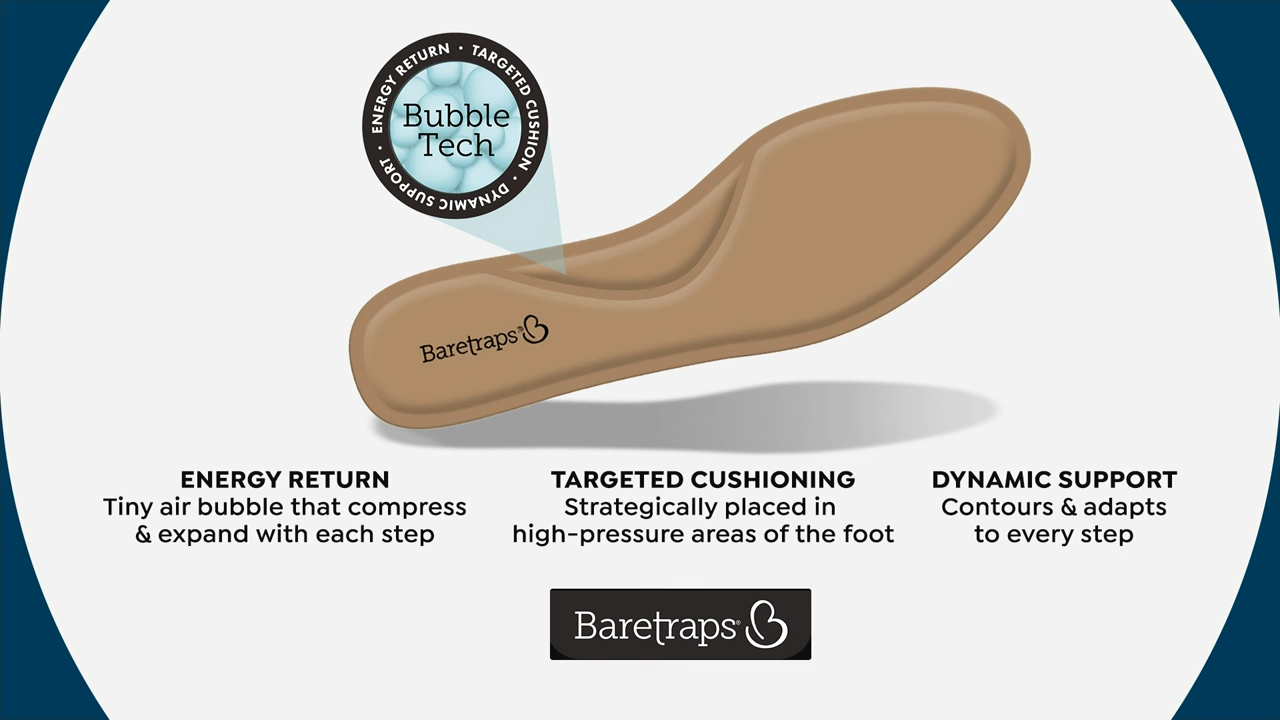 ENERGY RETURN · TARGETED CUSHION · DYNAMIC SUPPORT ·
Bubble
Tech
Baretraps®
ENERGY RETURN
Tiny air bubble that compress
& expand with each step
TARGETED CUSHIONING
Strategically placed in
high-pressure areas of the foot
DYNAMIC SUPPORT
Contours & adapts
to every step
Baretraps®